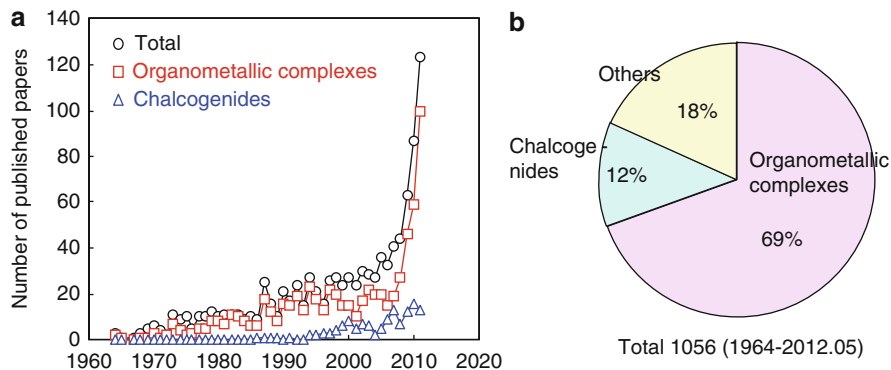 a
140
120
100
80
60
40
20
0
Number of published papers
Total
Organometallic complexes
Chalcogenides
1960 1970 1980 1990 2000 2010 2020
b
Others
18%
Chalcoge -
nides
12%
Organometallic
complexes
69%
Total 1056 (1964-2012.05)